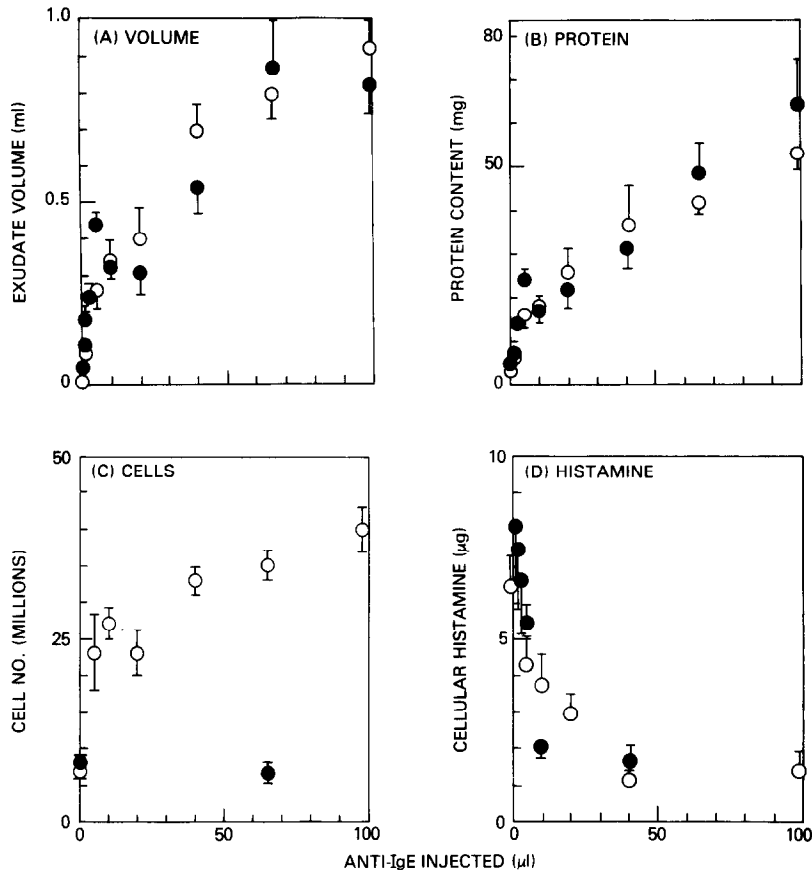 (A) VOLUME
1.0
0.5
0
EXUDATE VOLUME (ml)
(B) PROTEIN
80
50
0
PROTEIN CONTENT (mg)
(C) CELLS
50
25
0
CELL NO. (MILLIONS)
0 50 100
(D) HISTAMINE
10
5
0
CELLULAR HISTAMINE (µg)
0 50 100
ANTI-IgE INJECTED (µl)